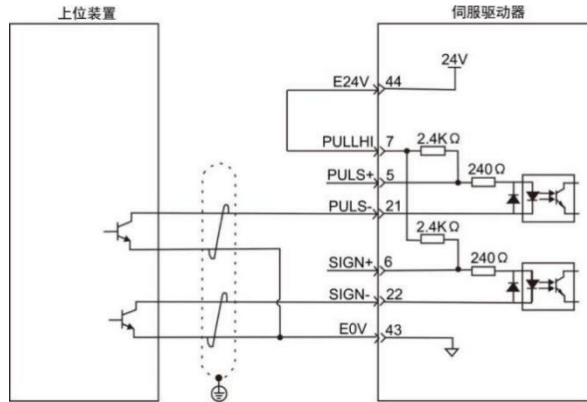 上位装置
伺服驱动器
24V
E24V
44
PULLHI
7
2.4KΩ
PULS+
5
240Ω
PULS-
21
2.4KΩ
SIGN+
6
240Ω
SIGN-
22
E0V
43